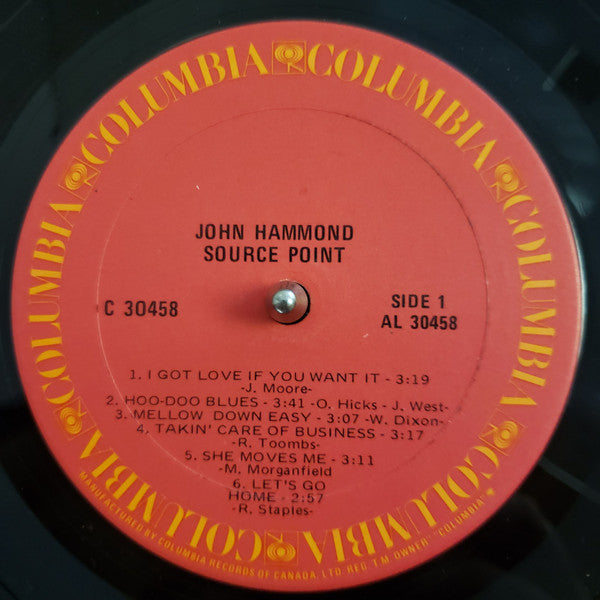 COLUMBIA COLUMBIA COLUMBIA COLUMBIA COLUMBIA COLUMBIA COLUMBIA COLUMBIA
JOHN HAMMOND
SOURCE POINT
C 30458
SIDE 1
AL 30458
1. I GOT LOVE IF YOU WANT IT - 3:19
-J. Moore-
2. HOO-DOO BLUES - 3:41 -O. Hicks - J. West-
3. MELLOW DOWN EASY - 3:07 -W. Dixon-
4. TAKIN' CARE OF BUSINESS - 3:17
-R. Toombs-
5. SHE MOVES ME - 3:11
-M. Morganfield
6. LET'S GO
HOME - 2:57
-R. Staples-
MANUFACTURED BY COLUMBIA RECORDS OF CANADA, LTD-REG. T.M. OWNER" "COLUMBIA"